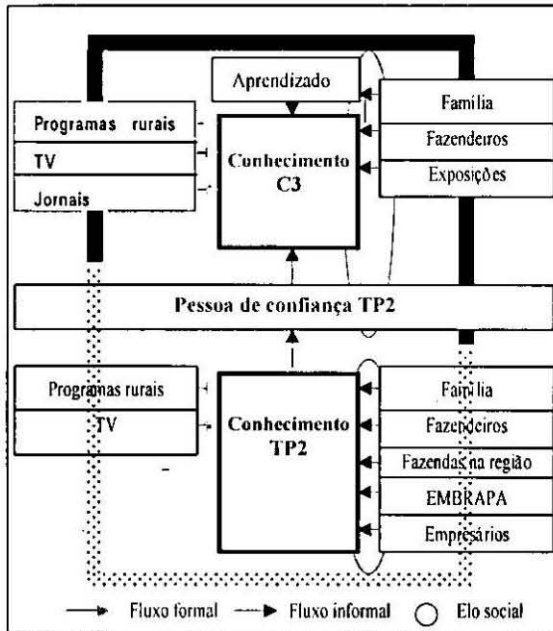 Aprendizado
Programas rurais
TV
Jornais
Conhecimento
C3
Família
Fazendeiros
Exposições
Pessoa de confiança TP2
Programas rurais
TV
Conhecimento
TP2
Família
Fazendeiros
Fazendas na região
EMBRAPA
Empresários
Fluxo formal
Fluxo informal
Elo social